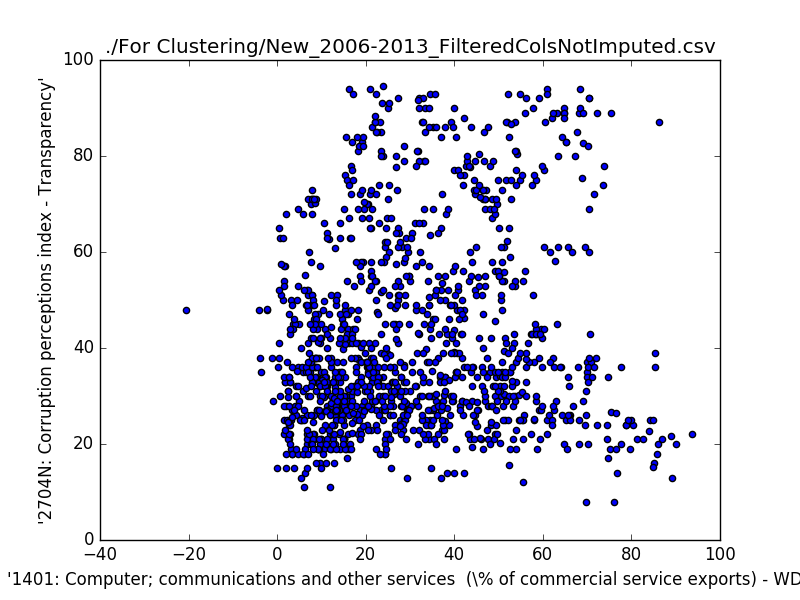 ./For Clustering/New_2006-2013_FilteredColsNotImputed.csv
'2704N: Corruption perceptions index - Transparency'
100
80
60
40
20
0
−40 −20 0 20 40 60 80 100
'1401: Computer; communications and other services (\% of commercial service exports) - WD